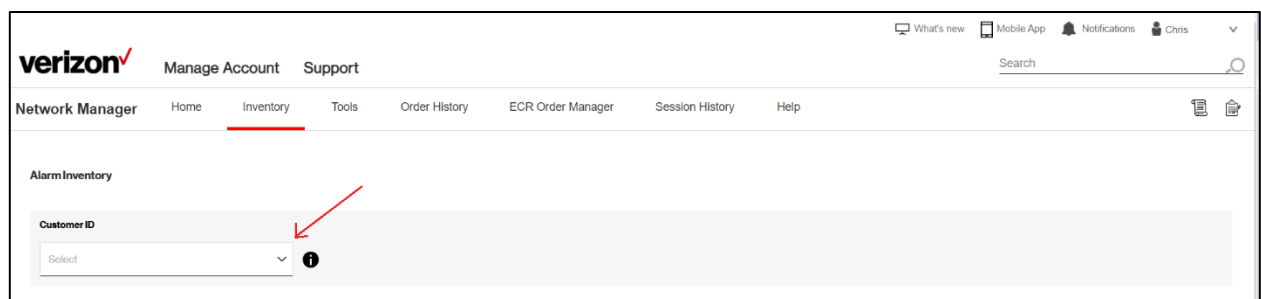 What's new Mobile App Notifications Chris
verizon Manage Account Support Search
Network Manager Home Inventory Tools Order History ECR Order Manager Session History Help
Alarm Inventory
Customer ID
Select